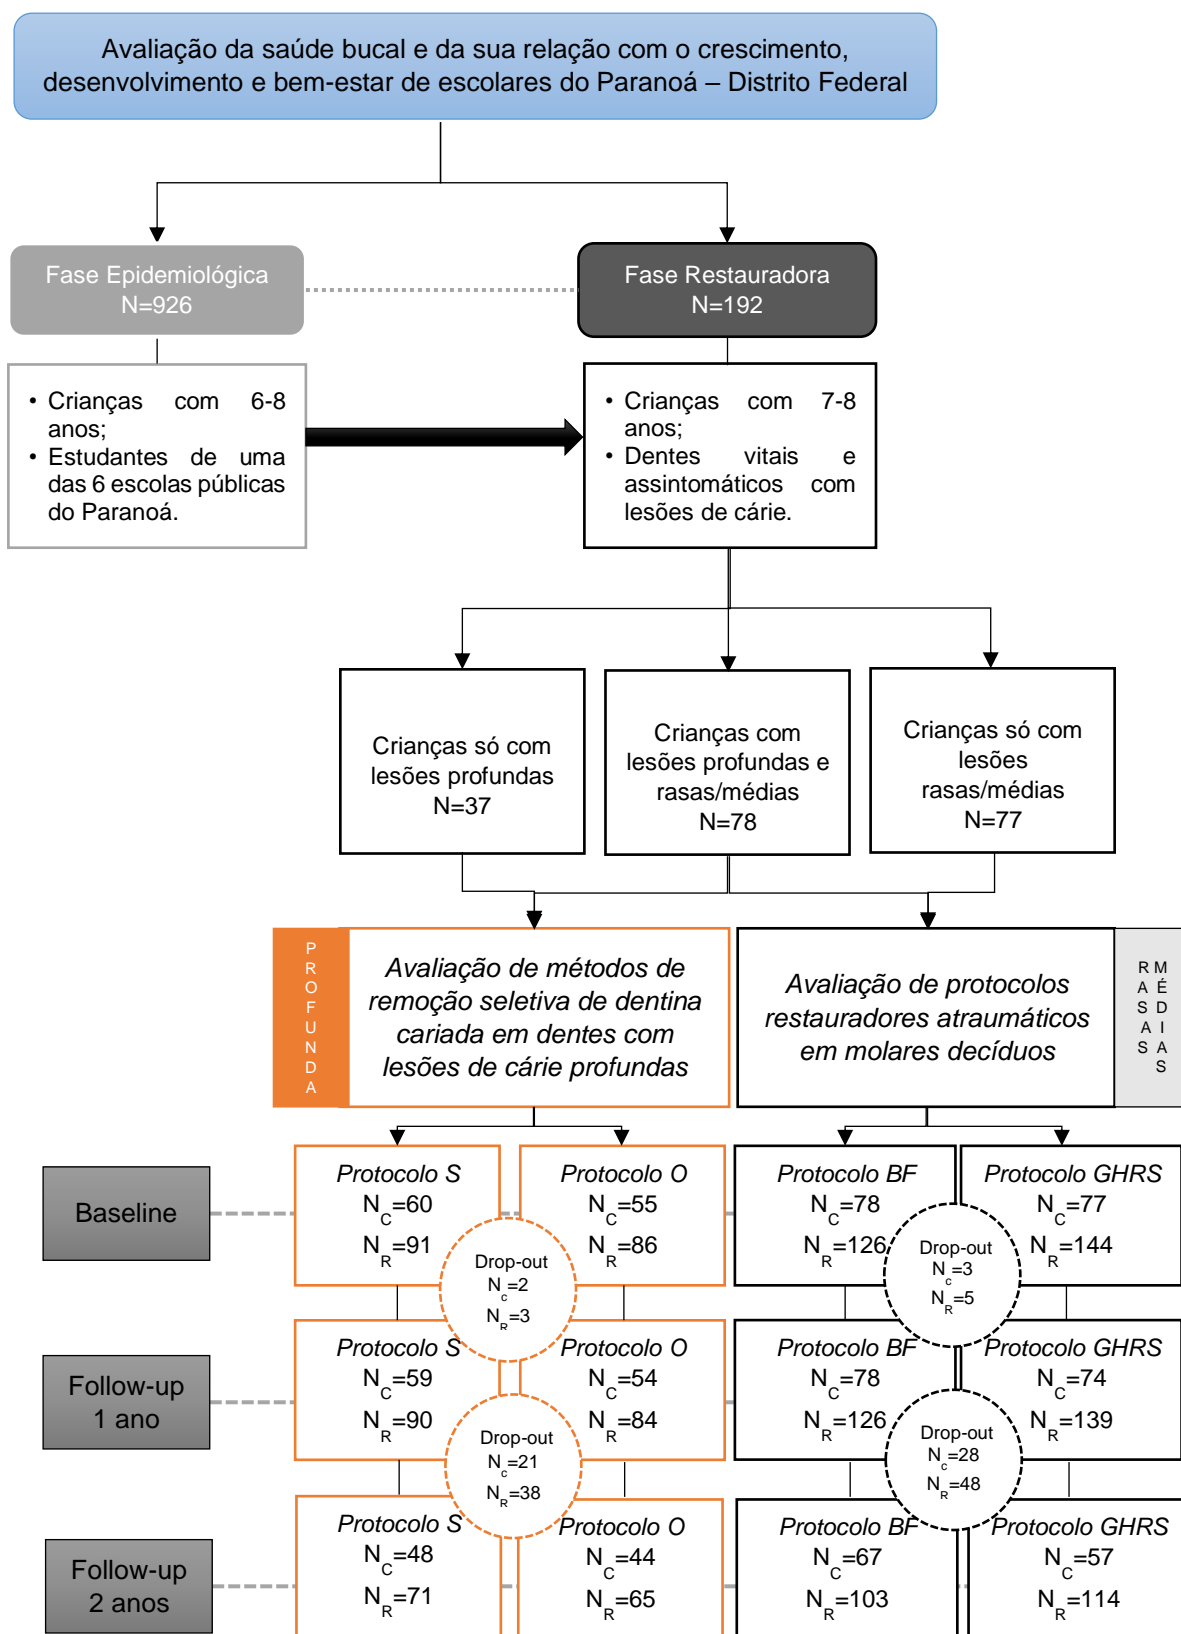 Avaliação da saúde bucal e da sua relação com o crescimento,
desenvolvimento e bem-estar de escolares do Paranoá – Distrito Federal
Fase Epidemiológica
N=926
Fase Restauradora
N=192
• Crianças com 6-8
anos;
• Estudantes de uma
das 6 escolas públicas
do Paranoá.
• Crianças com 7-8
anos;
• Dentes vitais e
assintomáticos com
lesões de cárie.
Crianças só com
lesões profundas
N=37
Crianças com
lesões profundas e
rasas/médias
N=78
Crianças só com
lesões
rasas/médias
N=77
PROFUNDA
Avaliação de métodos de
remoção seletiva de dentina
cariada em dentes com
lesões de cárie profundas
Avaliação de protocolos
restauradores atraumáticos
em molares decíduos
RASAS
MÉDIAS
Baseline
Protocolo S
NC=60
NR=91
Protocolo O
NC=55
NR=86
Protocolo BF
NC=78
NR=126
Protocolo GHRS
NC=77
NR=144
Drop-out
Nc=2
NR=3
Drop-out
Nc=3
NR=5
Follow-up
1 ano
Protocolo S
NC=59
NR=90
Protocolo O
NC=54
NR=84
Protocolo BF
NC=78
NR=126
Protocolo GHRS
NC=74
NR=139
Drop-out
Nc=21
NR=38
Drop-out
Nc=28
NR=48
Follow-up
2 anos
Protocolo S
NC=48
NR=71
Protocolo O
NC=44
NR=65
Protocolo BF
NC=67
NR=103
Protocolo GHRS
NC=57
NR=114